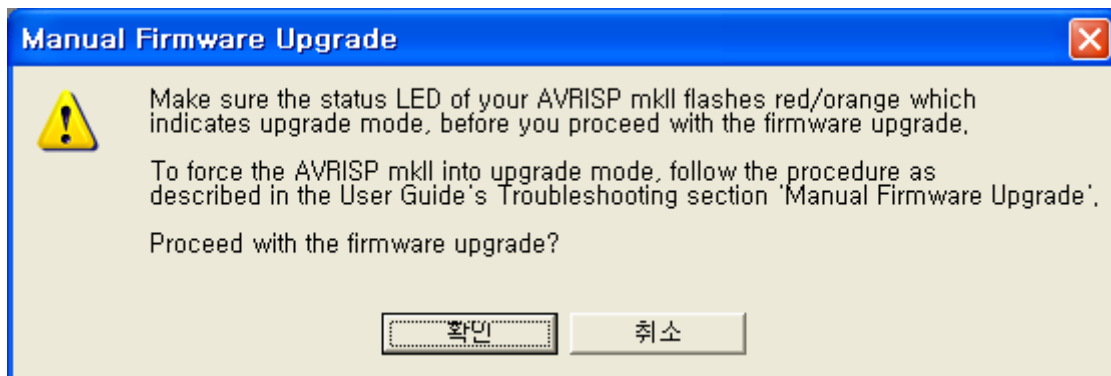 Manual Firmware Upgrade
Make sure the status LED of your AVRISP mkII flashes red/orange which
indicates upgrade mode, before you proceed with the firmware upgrade.
To force the AVRISP mkII into upgrade mode, follow the procedure as
described in the User Guide's Troubleshooting section 'Manual Firmware Upgrade'.
Proceed with the firmware upgrade?
확인 취소